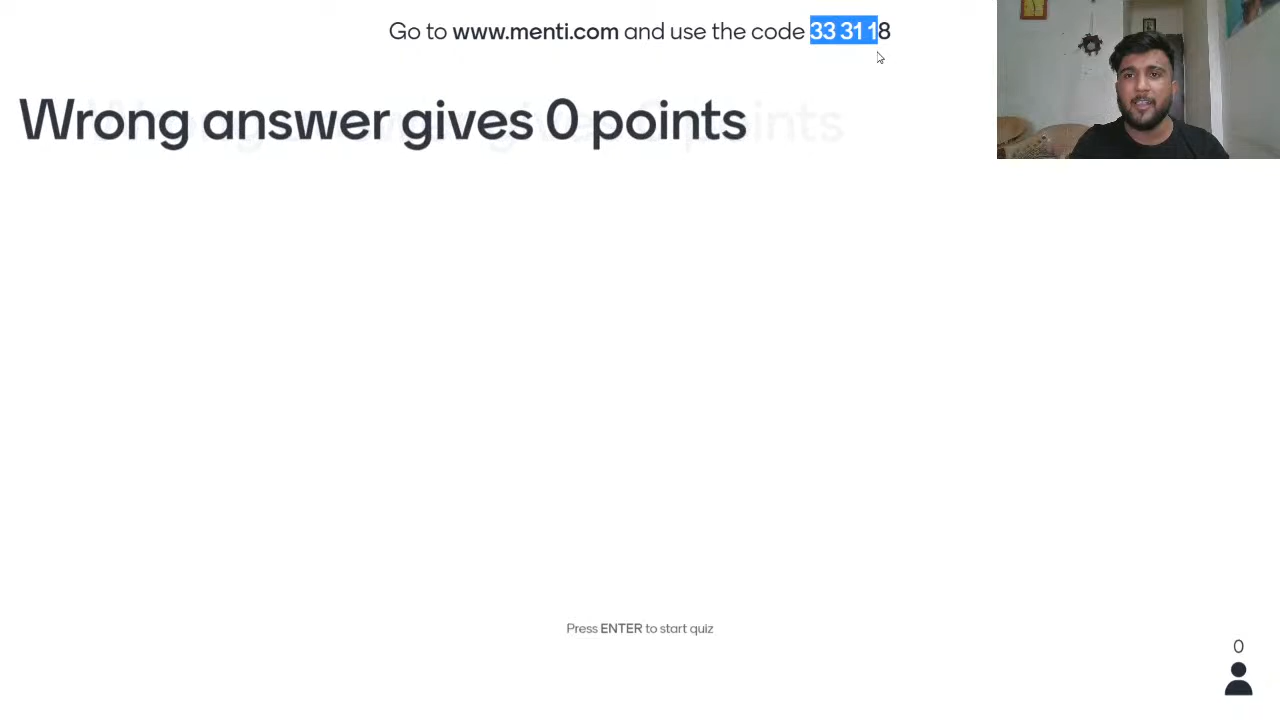 Go to www.menti.com and use the code 33 31 18
Wrong answer gives 0 points
Press ENTER to start quiz
0